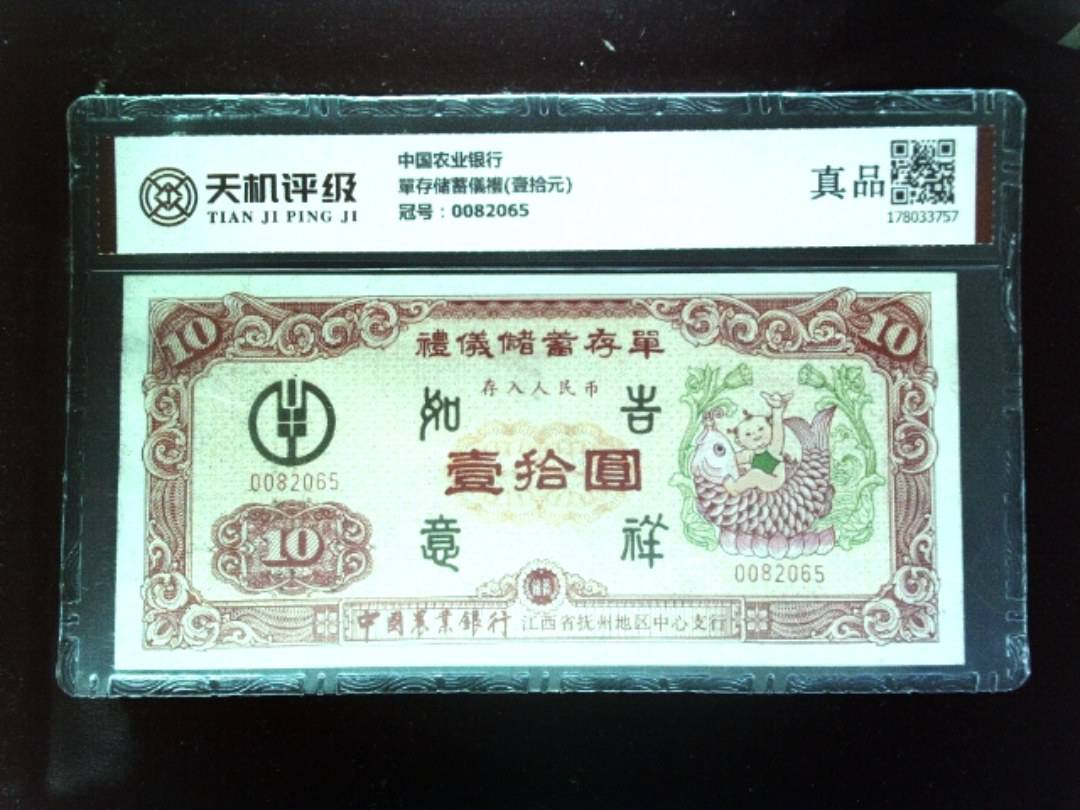 天机评级
TIAN JI PING JI
中国农业银行
單存储蓄儀禮(壹拾元)
冠号：0082065
真品
178033757
10
10
禮儀儲蓄存單
存入人民币
如 吉
0082065
壹拾圓
10
意 祥
0082065
中国農業銀行 江西省抚州地区中心支行